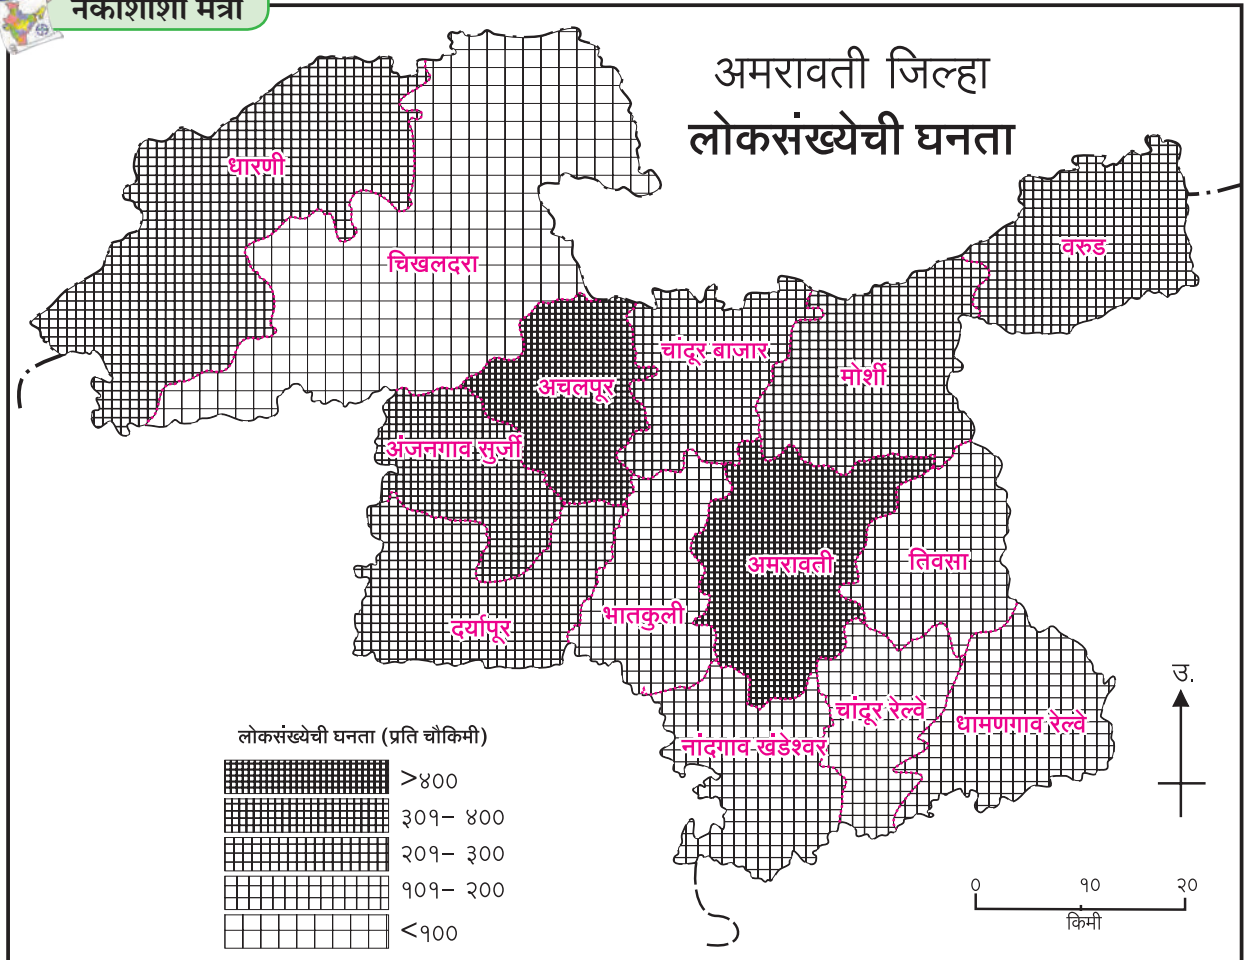 नकाशाशी मैत्री
अमरावती जिल्हा
लोकसंख्येची घनता
धारणी
वरुड
चिखलदरा
चांदूर बाजार
मोर्शी
अचलपूर
अंजनगाव सुर्जी
अमरावती
तिवसा
भातकुली
दर्यापूर
उ.
चांदूर रेल्वे
धामणगाव रेल्वे
नांदगाव खंडेश्वर
लोकसंख्येची घनता (प्रति चौकिमी)
>४००
३०१– ४००
२०१– ३००
१०१– २००
<१००
० १० २०
किमी